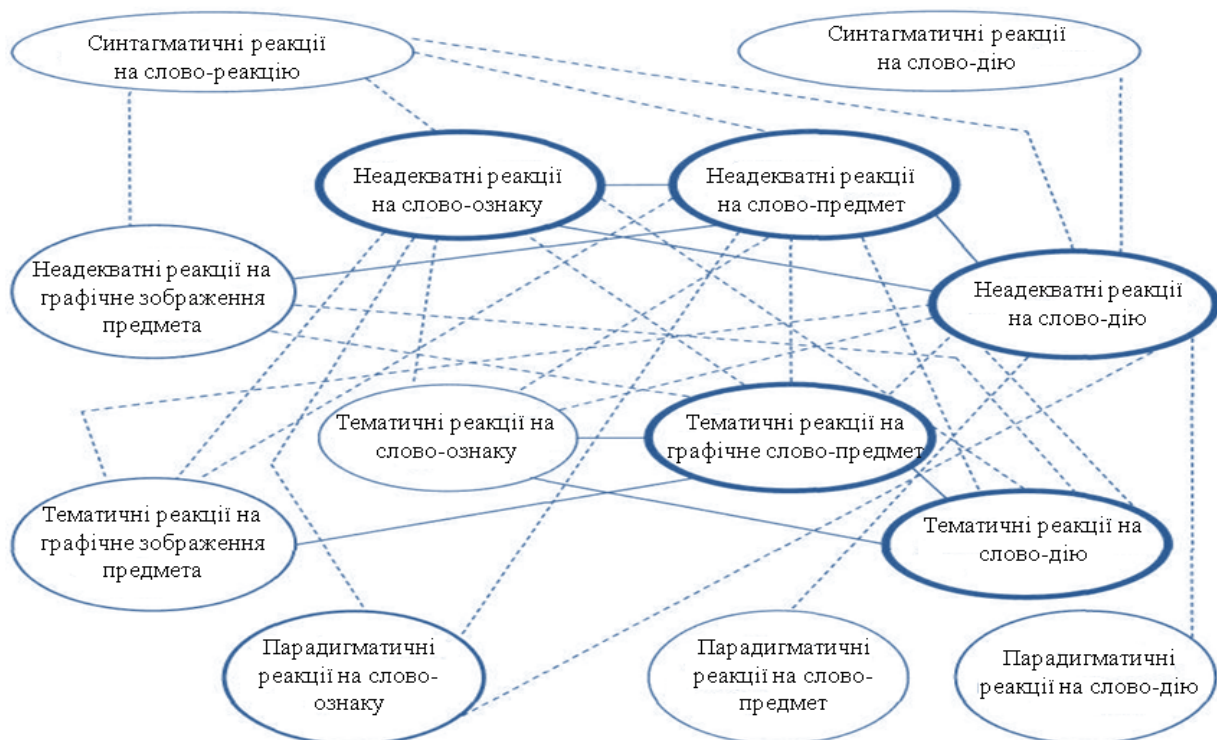 Синтагматичні реакції
на слово-реакцію
Синтагматичні реакції
на слово-дію
Неадекватні реакції
на слово-ознаку
Неадекватні реакції
на слово-предмет
Неадекватні реакції на
графічне зображення
предмета
Неадекватні реакції
на слово-дію
Тематичні реакції на
слово-ознаку
Тематичні реакції на
графічне слово-предмет
Тематичні реакції на
графічне зображення
предмета
Тематичні реакції на
слово-дію
Парадигматичні
реакції на слово-
ознаку
Парадигматичні
реакції на слово-
предмет
Парадигматичні
реакції на слово-дію